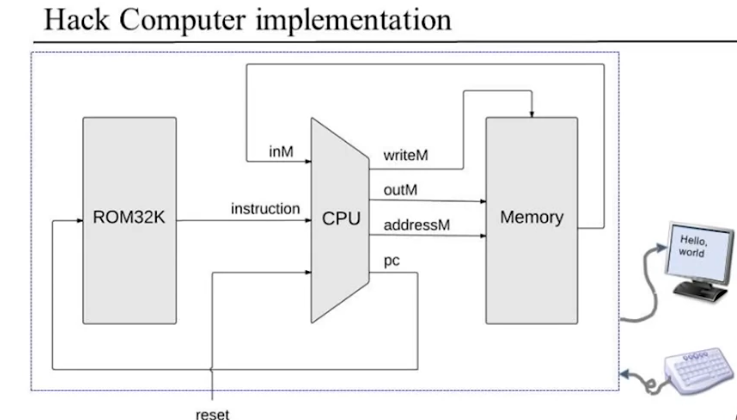 Hack Computer implementation
inM
writeM
outM
instruction
ROM32K
CPU
addressM
Memory
pc
Hello,
world
reset